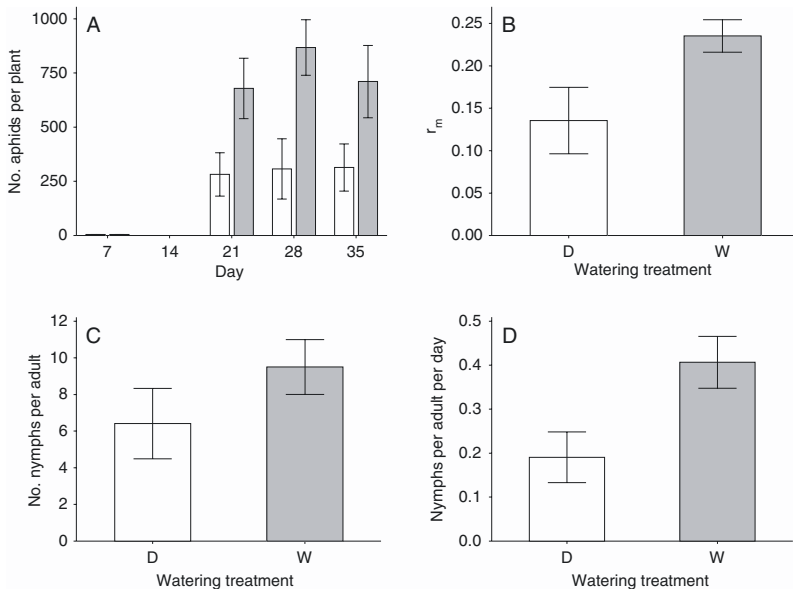 A
No. aphids per plant
1000
750
500
250
0
7 14 21 28 35
Day
B
r_m
0.25
0.20
0.15
0.10
0.05
0.00
D W
Watering treatment
C
No. nymphs per adult
12
10
8
6
4
2
0
D W
Watering treatment
D
Nymphs per adult per day
0.5
0.4
0.3
0.2
0.1
0.0
D W
Watering treatment